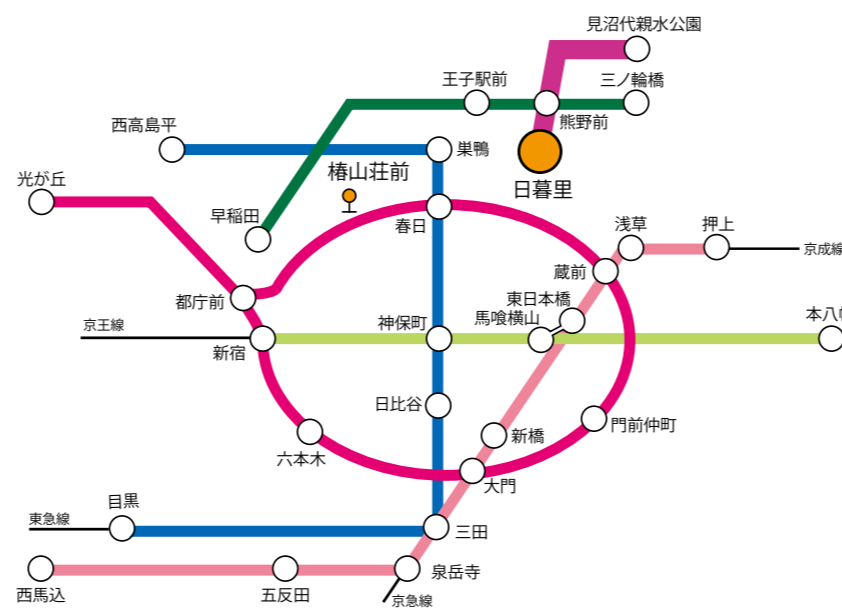 見沼代親水公園
王子駅前
三ノ輪橋
西高島平
熊野前
巣鴨
光が丘
椿山荘前
日暮里
早稲田
春日
浅草
押上
京成線
蔵前
都庁前
東日本橋
馬喰横山
神保町
京王線
本八
新宿
日比谷
新橋
門前仲町
六本木
大門
目黒
東急線
三田
西馬込
五反田
泉岳寺
京急線